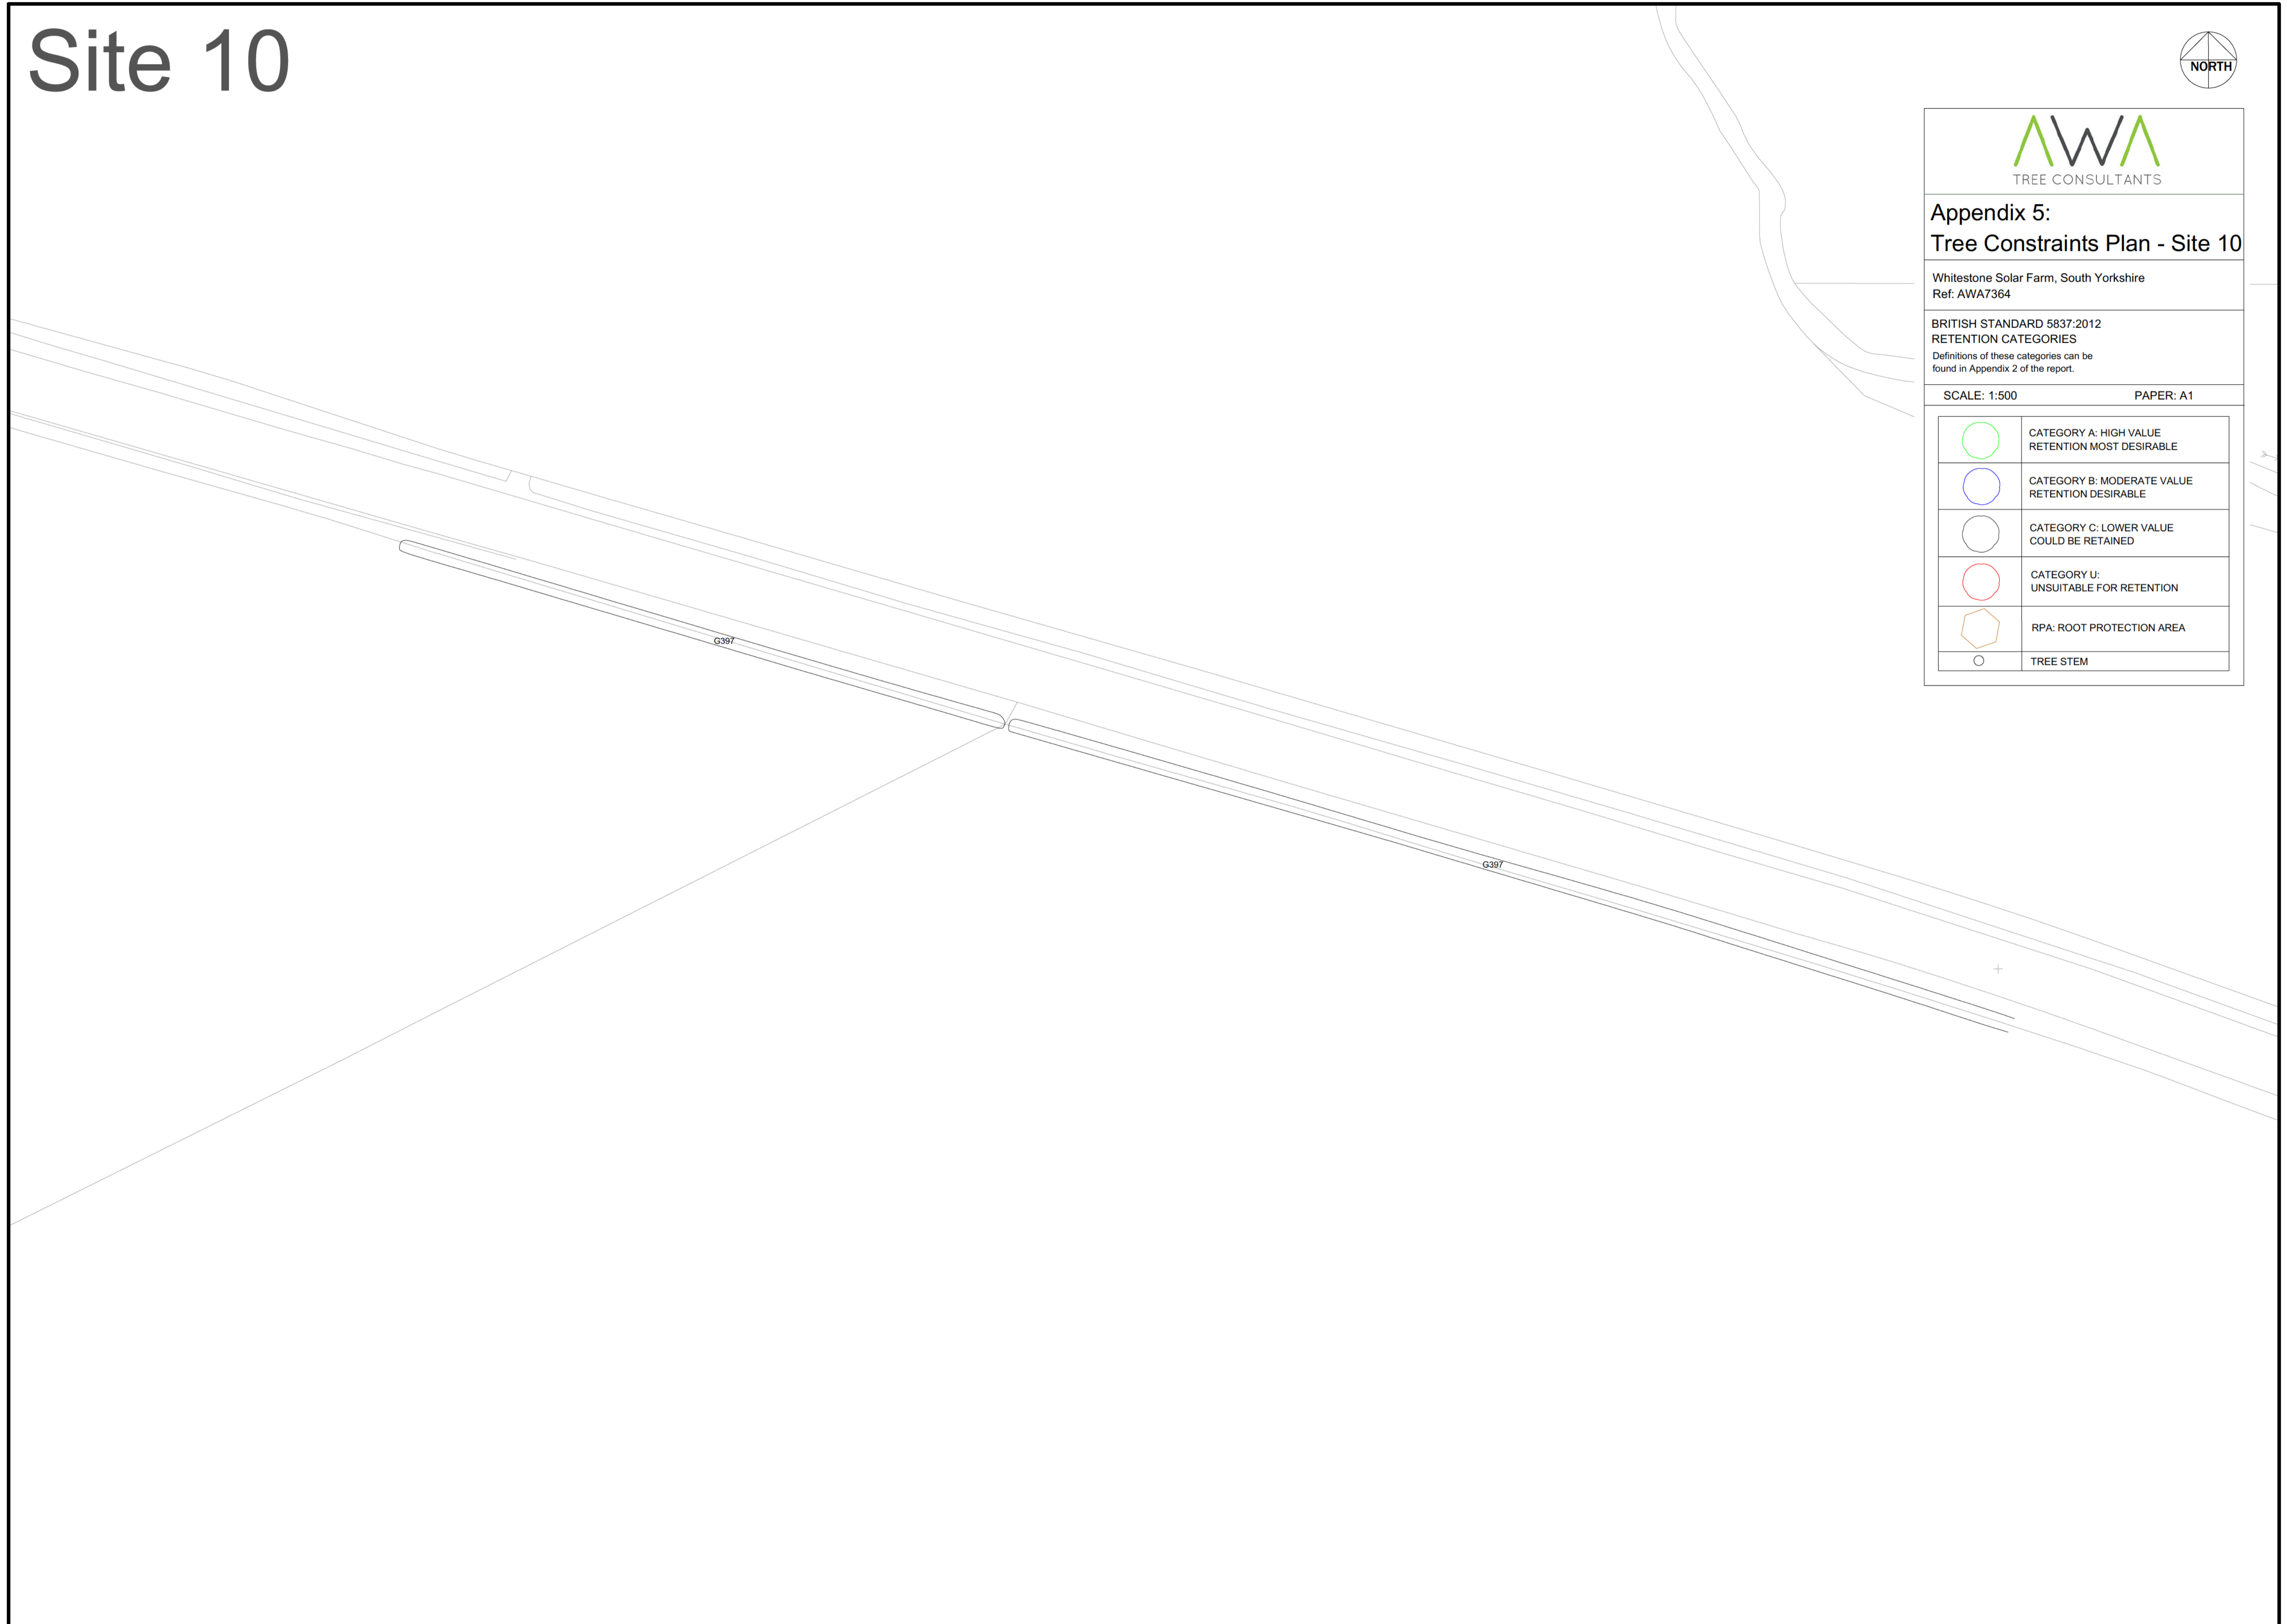 Site 10
NORTH
AWA
TREE CONSULTANTS
Appendix 5:
Tree Constraints Plan - Site 10
Whitestone Solar Farm, South Yorkshire
Ref: AWA7364
BRITISH STANDARD 5837:2012
RETENTION CATEGORIES
Definitions of these categories can be
found in Appendix 2 of the report.
SCALE: 1:500 PAPER: A1
CATEGORY A: HIGH VALUE
RETENTION MOST DESIRABLE
CATEGORY B: MODERATE VALUE
RETENTION DESIRABLE
CATEGORY C: LOWER VALUE
COULD BE RETAINED
CATEGORY U:
UNSUITABLE FOR RETENTION
RPA: ROOT PROTECTION AREA
TREE STEM
G397
G397